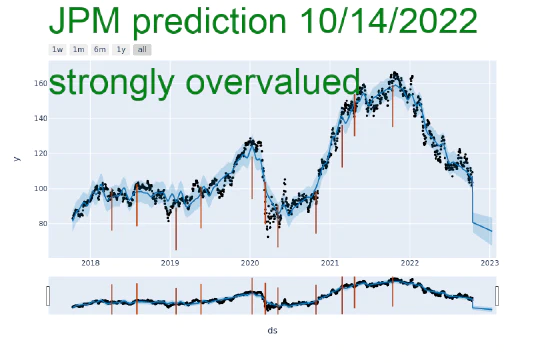 JPM prediction 10/14/2022
1w 1m 6m 1y all
strongly overvalued
160
140
120
100
80
y
2018 2019 2020 2021 2022 2023
ds